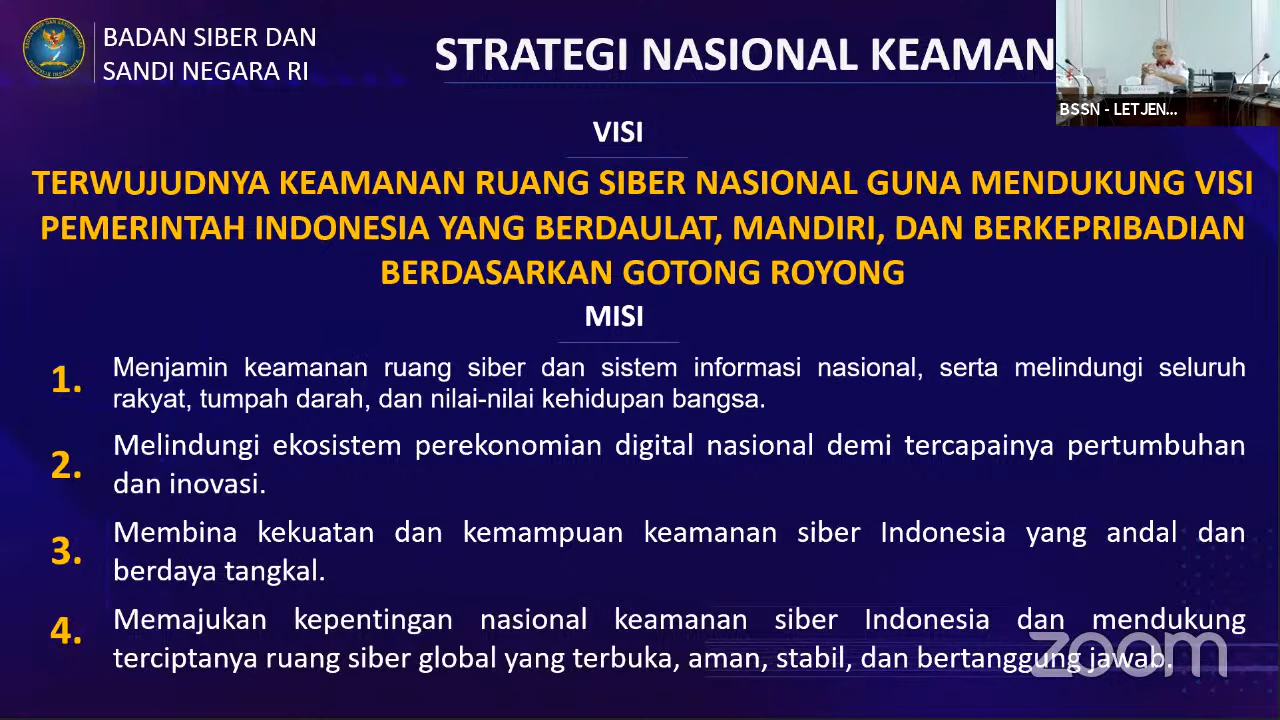 BADAN SIBER DAN
SANDI NEGARA RI
STRATEGI NASIONAL KEAMAN
BSSN - LETJEN...
VISI
TERWUJUDNYA KEAMANAN RUANG SIBER NASIONAL GUNA MENDUKUNG VISI
PEMERINTAH INDONESIA YANG BERDAULAT, MANDIRI, DAN BERKEPRIBADIAN
BERDASARKAN GOTONG ROYONG
MISI
1. Menjamin keamanan ruang siber dan sistem informasi nasional, serta melindungi seluruh
rakyat, tumpah darah, dan nilai-nilai kehidupan bangsa.
2. Melindungi ekosistem perekonomian digital nasional demi tercapainya pertumbuhan
dan inovasi.
3. Membina kekuatan dan kemampuan keamanan siber Indonesia yang andal dan
berdaya tangkal.
4. Memajukan kepentingan nasional keamanan siber Indonesia dan mendukung
terciptanya ruang siber global yang terbuka, aman, stabil, dan bertanggung jawab.
zoom